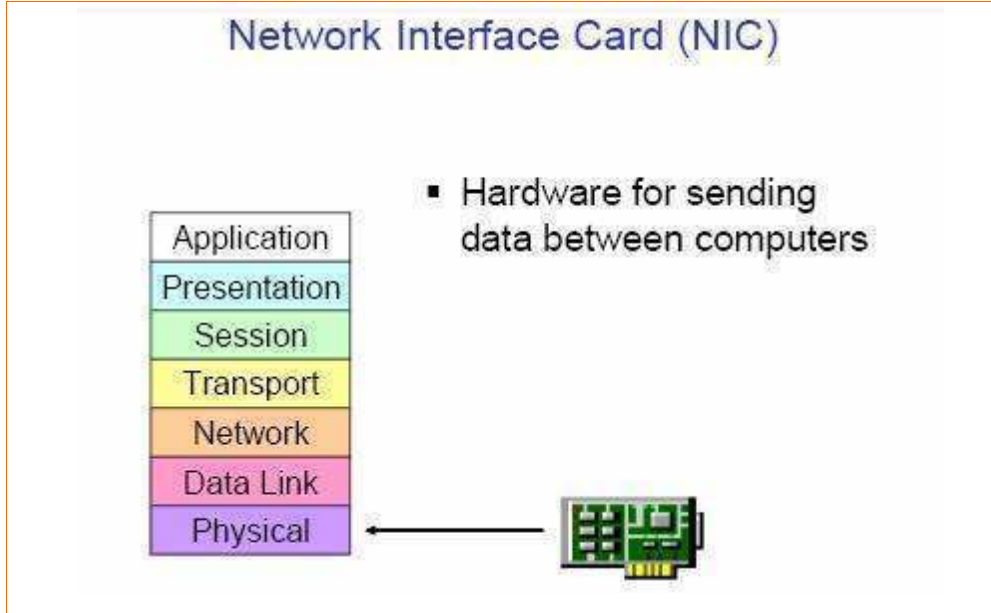 Network Interface Card (NIC)
▪ Hardware for sending
data between computers
Application
Presentation
Session
Transport
Network
Data Link
Physical